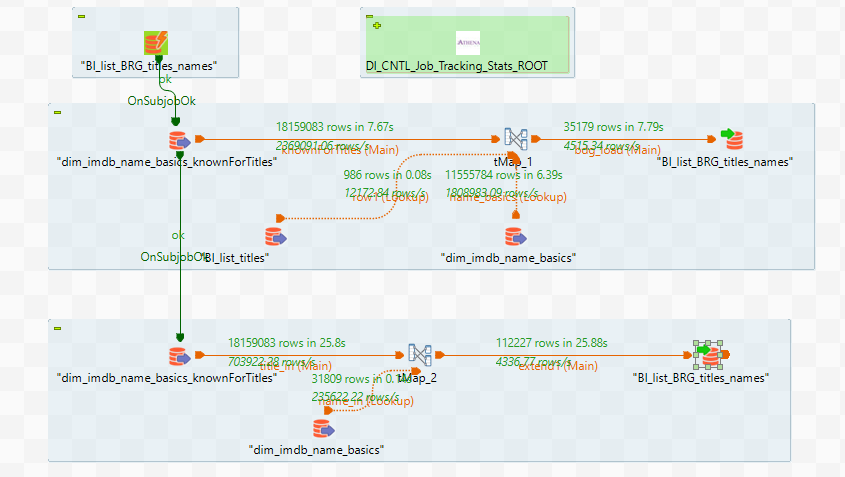 "BI_list_BRG_titles_names"
ATHENA
DI_CNTL_Job_Tracking_Stats_ROOT
ok
OnSubjobOk
18159083 rows in 7.67s
2369091.06 rows/s
knownForTitles (Main)
35179 rows in 7.79s
4515.34 rows/s
bdg_load (Main)
"dim_imdb_name_basics_knownForTitles"
tMap_1
"BI_list_BRG_titles_names"
986 rows in 0.08s
12172.84 rows/s
row1 (Lookup)
11555784 rows in 6.39s
1808983.09 rows/s
name_basics (Lookup)
ok
OnSubjobOk
"BI_list_titles"
"dim_imdb_name_basics"
18159083 rows in 25.8s
703922.28 rows/s
title_in (Main)
112227 rows in 25.88s
4336.77 rows/s
extend1 (Main)
"dim_imdb_name_basics_knownForTitles"
tMap_2
"BI_list_BRG_titles_names"
31809 rows in
235622.22 rows/s
name_in (Lookup)
"dim_imdb_name_basics"